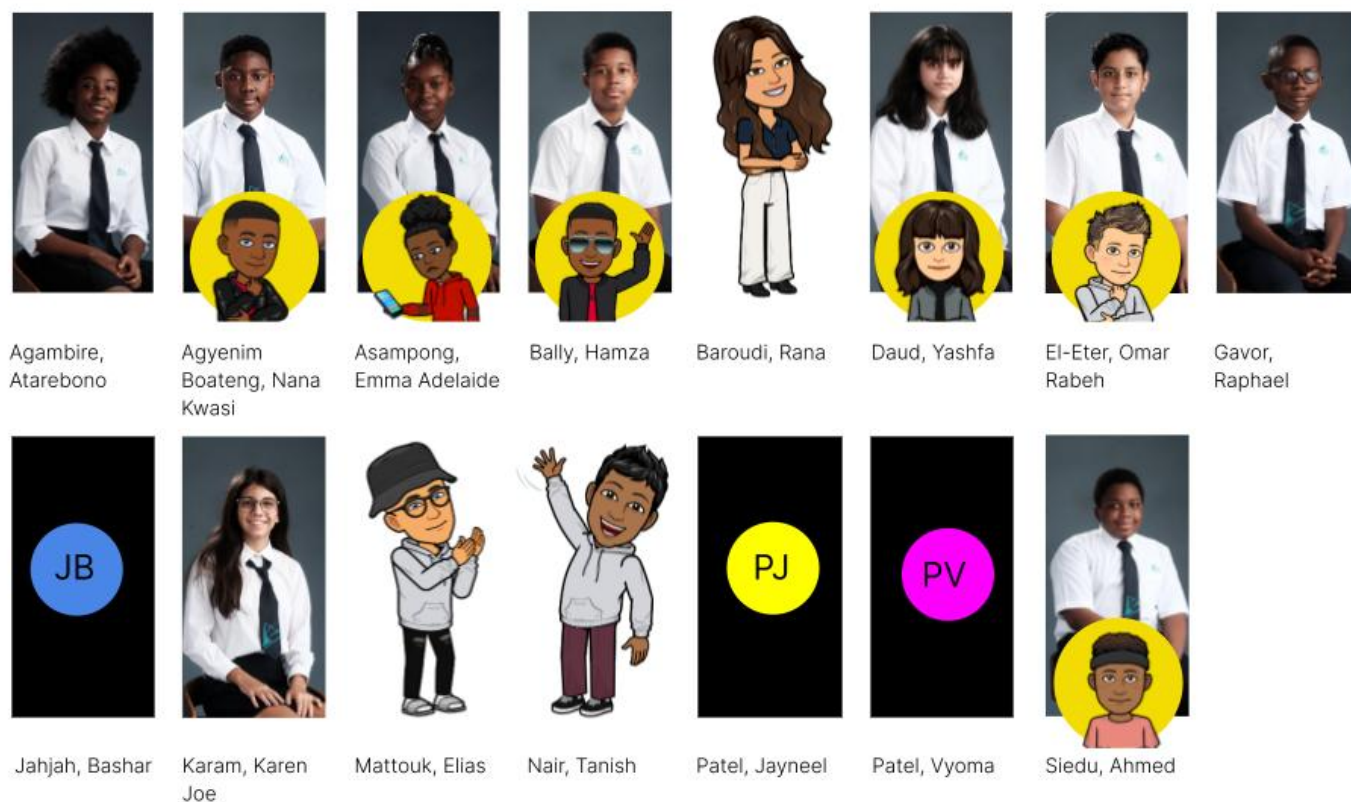 Agambire,
Atarebono
Agyenim
Boateng, Nana
Kwasi
Asampong,
Emma Adelaide
Bally, Hamza
Baroudi, Rana
Daud, Yashfa
El-Eter, Omar
Rabeh
Gavor,
Raphael
JB
PJ
PV
Jahjah, Bashar
Karam, Karen
Joe
Mattouk, Elias
Nair, Tanish
Patel, Jayneel
Patel, Vyoma
Siedu, Ahmed